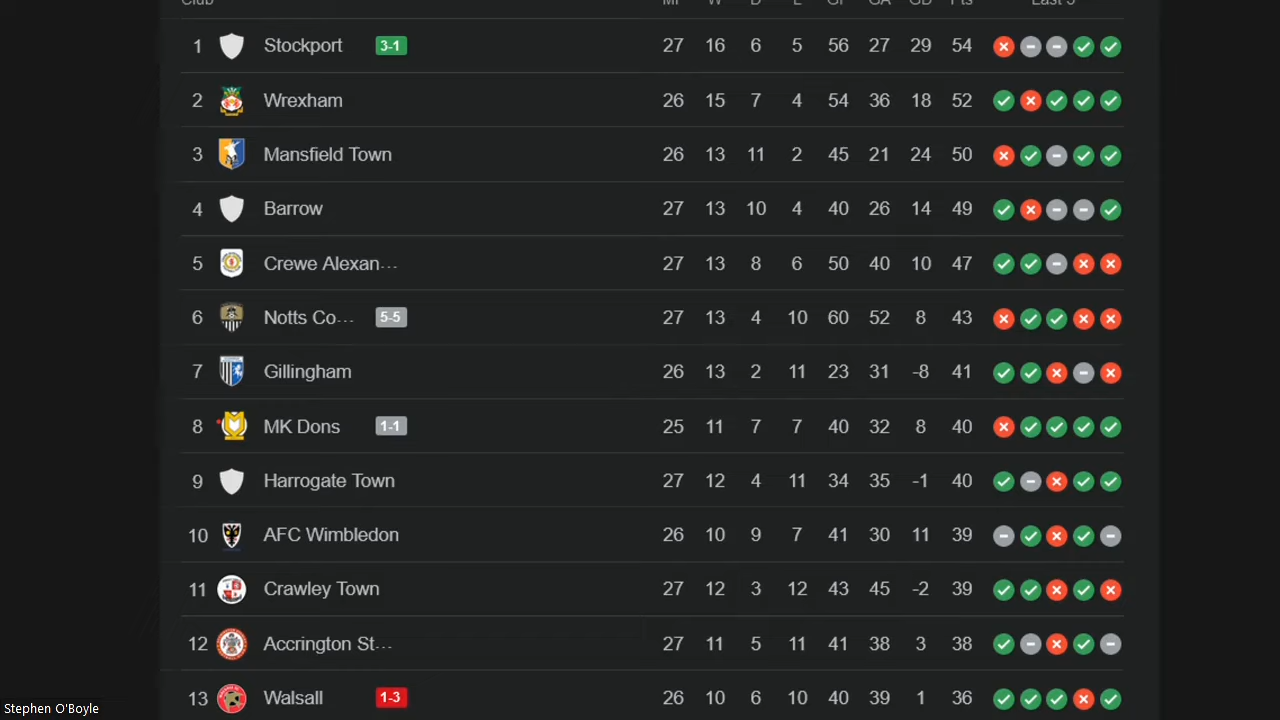 Club MP W D L GF GA GD Pts Last 5
1 Stockport 3-1 27 16 6 5 56 27 29 54
2 Wrexham 26 15 7 4 54 36 18 52
3 Mansfield Town 26 13 11 2 45 21 24 50
4 Barrow 27 13 10 4 40 26 14 49
5 Crewe Alexan... 27 13 8 6 50 40 10 47
6 Notts Co... 5-5 27 13 4 10 60 52 8 43
7 Gillingham 26 13 2 11 23 31 -8 41
8 MK Dons 1-1 25 11 7 7 40 32 8 40
9 Harrogate Town 27 12 4 11 34 35 -1 40
10 AFC Wimbledon 26 10 9 7 41 30 11 39
11 Crawley Town 27 12 3 12 43 45 -2 39
12 Accrington St... 27 11 5 11 41 38 3 38
13 Walsall 1-3 26 10 6 10 40 39 1 36
Stephen O'Boyle